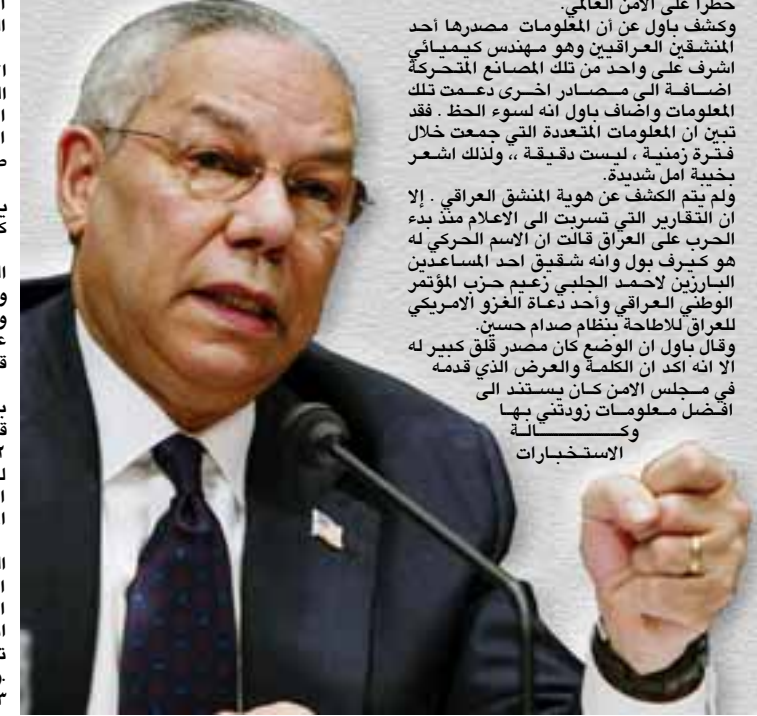 خطرا على الامن العالمي.
وكشف باول عن أن المعلومات مصدرها أحد
المنشقين العراقيين وهو مهندس كيميائي
اشرف على واحد من تلك المصانع المتحركة
اضافة الى مصادر اخرى دعمت تلك
المعلومات واضاف باول انه لسوء الحظ . فقد
تبين ان المعلومات المتعددة التي جمعت خلال
فترة زمنية ، ليست دقيقة ،، ولذلك اشعر
بخيبة امل شديدة.
ولم يتم الكشف عن هوية المنشق العراقي . إلا
ان التقارير التي تسربت الى الاعلام منذ بدء
الحرب على العراق قالت ان الاسم الحركي له
هو كيرف بول وانه شقيق احد المساعدين
البارزين لاحمد الجلبي زعيم حزب المؤتمر
الوطني العراقي وأحد دعاة الغزو الامريكي
للعراق للاطاحة بنظام صدام حسين.
وقال باول ان الوضع كان مصدر قلق كبير له
الا انه اكد ان الكلمة والعرض الذي قدمه
في مجلس الامن كان يستند الى
افضل معلومات زودتني بها
وكالة
الاستخبارات